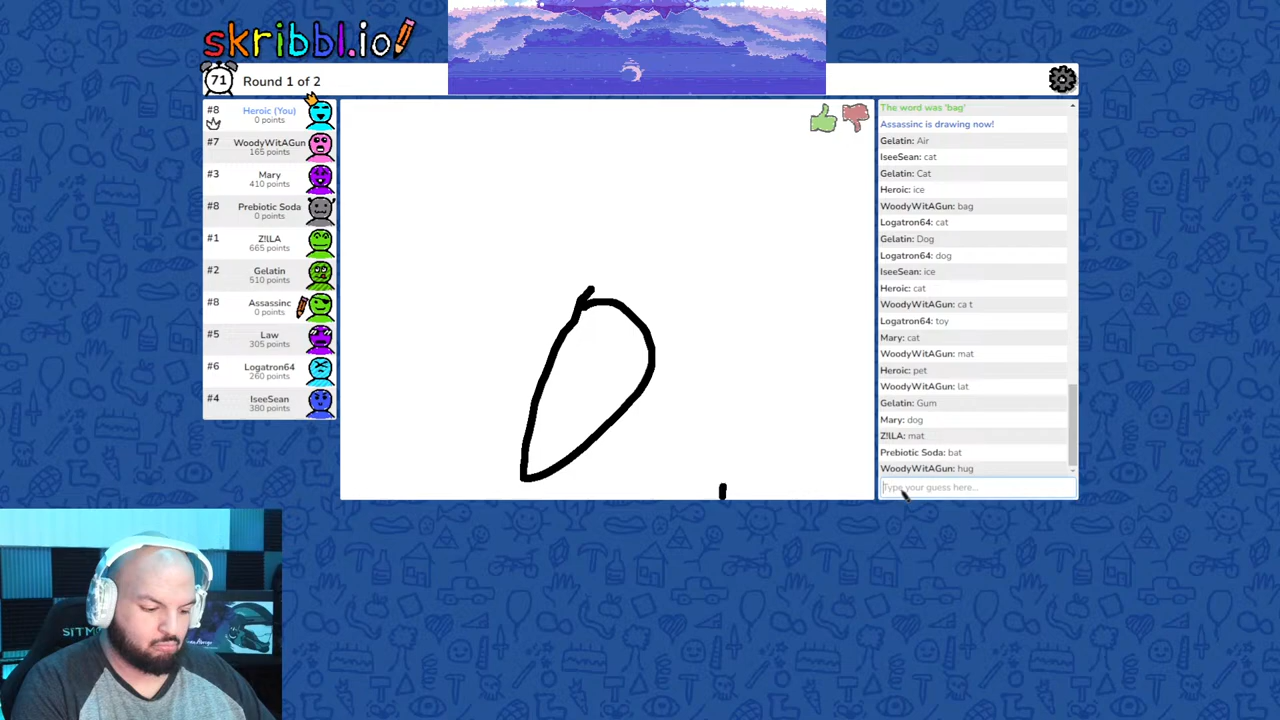 skribbl.io
71
Round 1 of 2
#8
Heroic (You)
0 points
#7
WoodyWitAGun
165 points
#3
Mary
410 points
#8
Prebiotic Soda
0 points
#1
Z!LLA
665 points
#2
Gelatin
510 points
#8
Assassinc
0 points
#5
Law
305 points
#6
Logatron64
260 points
#4
IseeSean
380 points
The word was 'bag'
Assassinc is drawing now!
Gelatin: Air
IseeSean: cat
Gelatin: Cat
Heroic: ice
WoodyWitAGun: bag
Logatron64: cat
Gelatin: Dog
Logatron64: dog
IseeSean: ice
Heroic: cat
WoodyWitAGun: ca t
Logatron64: toy
Mary: cat
WoodyWitAGun: mat
Heroic: pet
WoodyWitAGun: lat
Gelatin: Gum
Mary: dog
Z!LLA: mat
Prebiotic Soda: bat
WoodyWitAGun: hug
Type your guess here...